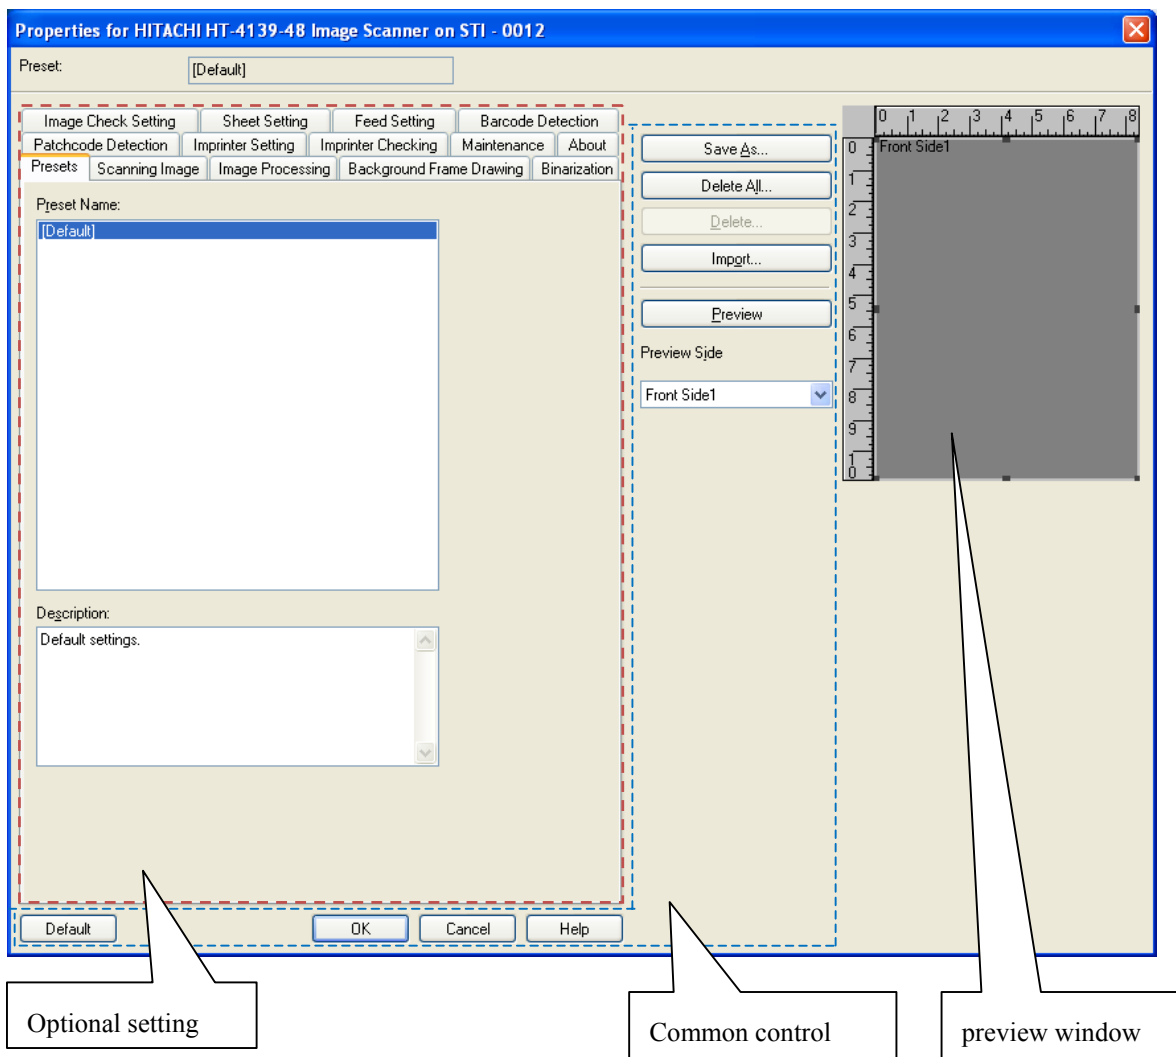 Properties for HITACHI HT-4139-48 Image Scanner on STI - 0012
Preset: [Default]
Image Check Setting Sheet Setting Feed Setting Barcode Detection
Patchcode Detection Imprinter Setting Imprinter Checking Maintenance About
Presets Scanning Image Image Processing Background Frame Drawing Binarization
Preset Name:
[Default]
Description:
Default settings.
Save As...
Delete All...
Delete...
Import...
Preview
Preview Side
Front Side1
0 1 2 3 4 5 6 7 8
Front Side1
0
1
2
3
4
5
6
7
8
9
10
Default OK Cancel Help
Optional setting
Common control
preview window